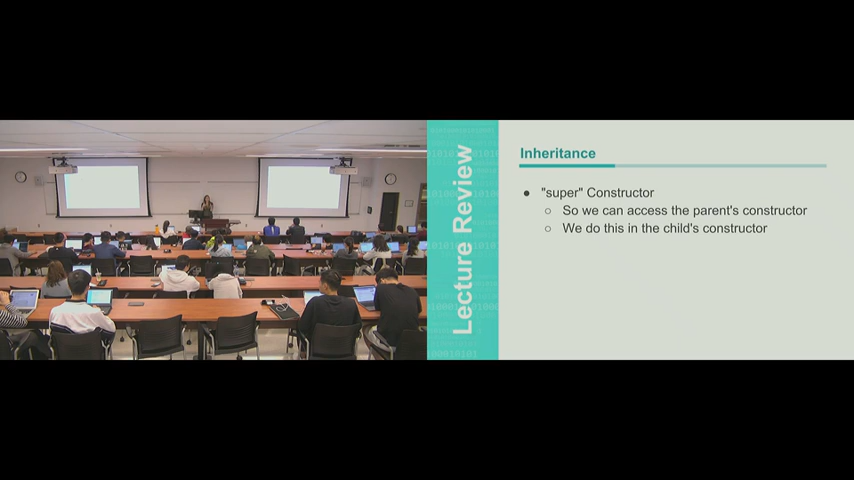 Lecture Review
Inheritance
● "super" Constructor
○ So we can access the parent's constructor
○ We do this in the child's constructor